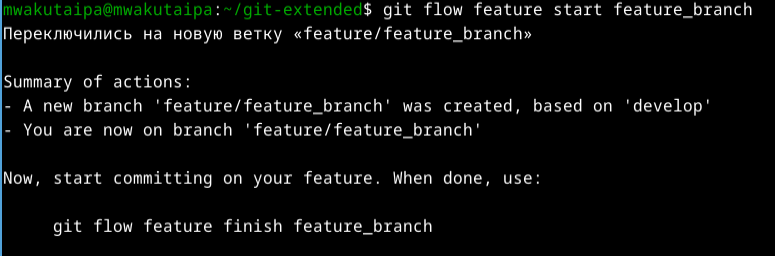 mwakutaipa@mwakutaipa:~/git-extended$ git flow feature start feature_branch
Переключились на новую ветку «feature/feature_branch»
Summary of actions:
- A new branch 'feature/feature_branch' was created, based on 'develop'
- You are now on branch 'feature/feature_branch'
Now, start committing on your feature. When done, use:
git flow feature finish feature_branch